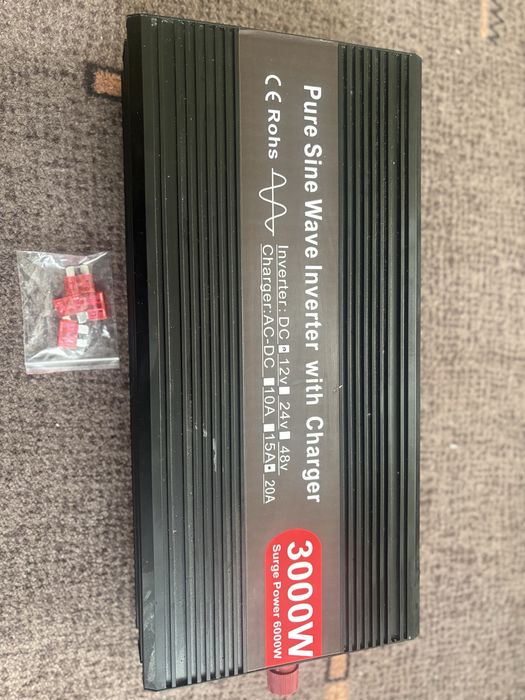 Pure Sine Wave Inverter with Charger
CE Rohs
Inverter: DC 12v 24v 48v
Charger:AC-DC 10A 15A 20A
3000W
Surge Power 6000W